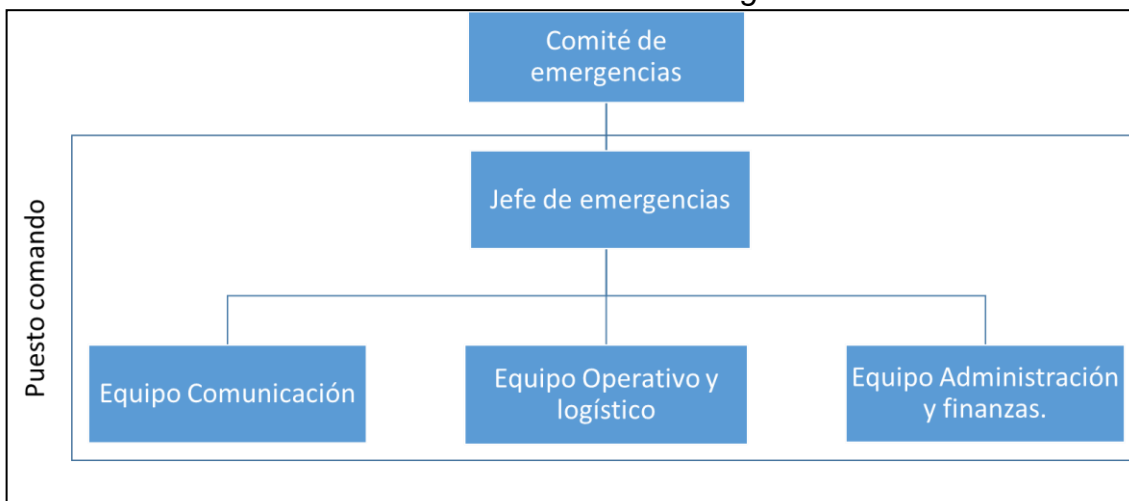 Comité de
emergencias
Jefe de emergencias
Puesto comando
Equipo Comunicación
Equipo Operativo y
logístico
Equipo Administración
y finanzas.